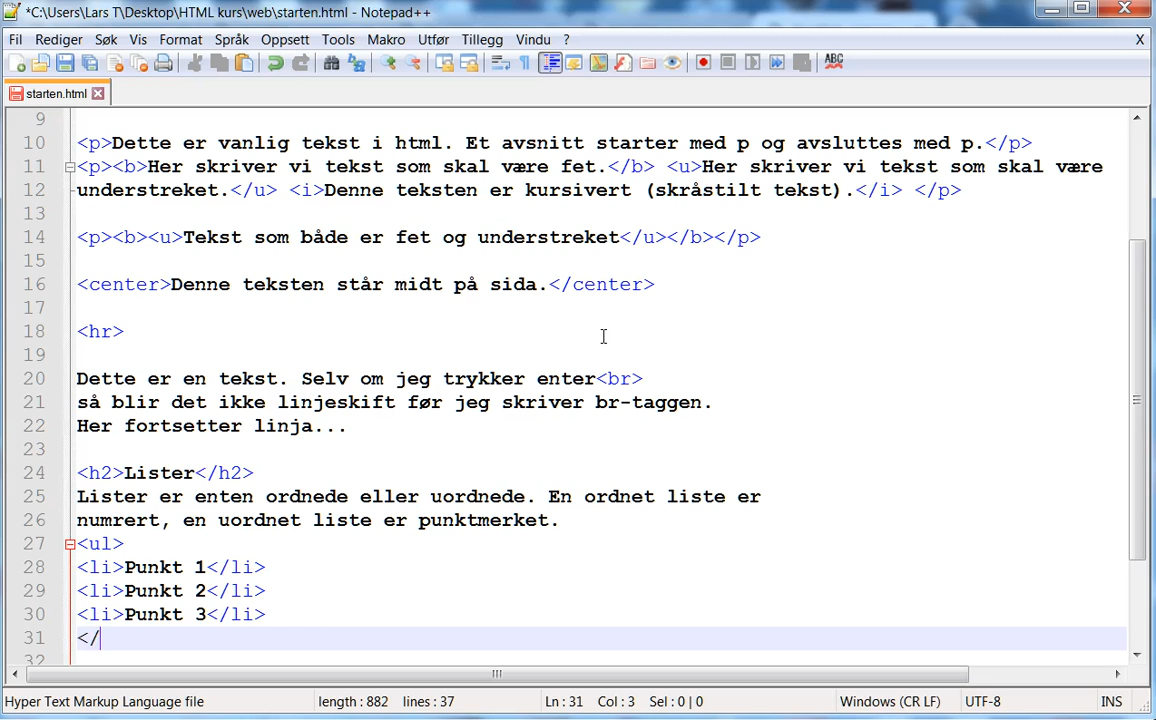 *C:\Users\Lars T\Desktop\HTML kurs\web\starten.html - Notepad++
Fil Rediger Søk Vis Format Språk Oppsett Tools Makro Utfør Tillegg Vindu ? X
ABC
starten.html
9
10 <p>Dette er vanlig tekst i html. Et avsnitt starter med p og avsluttes med p.</p>
11 <p><b>Her skriver vi tekst som skal være fet.</b> <u>Her skriver vi tekst som skal være
12 understreket.</u> <i>Denne teksten er kursivert (skråstilt tekst).</i> </p>
13
14 <p><b><u>Tekst som både er fet og understreket</u></b></p>
15
16 <center>Denne teksten står midt på sida.</center>
17
18 <hr>
19
20 Dette er en tekst. Selv om jeg trykker enter<br>
21 så blir det ikke linjeskift før jeg skriver br-taggen.
22 Her fortsetter linja...
23
24 <h2>Lister</h2>
25 Lister er enten ordnede eller uordnede. En ordnet liste er
26 numrert, en uordnet liste er punktmerket.
27 <ul>
28 <li>Punkt 1</li>
29 <li>Punkt 2</li>
30 <li>Punkt 3</li>
31 </
32
Hyper Text Markup Language file length : 882 lines : 37 Ln : 31 Col : 3 Sel : 0 | 0 Windows (CR LF) UTF-8 INS